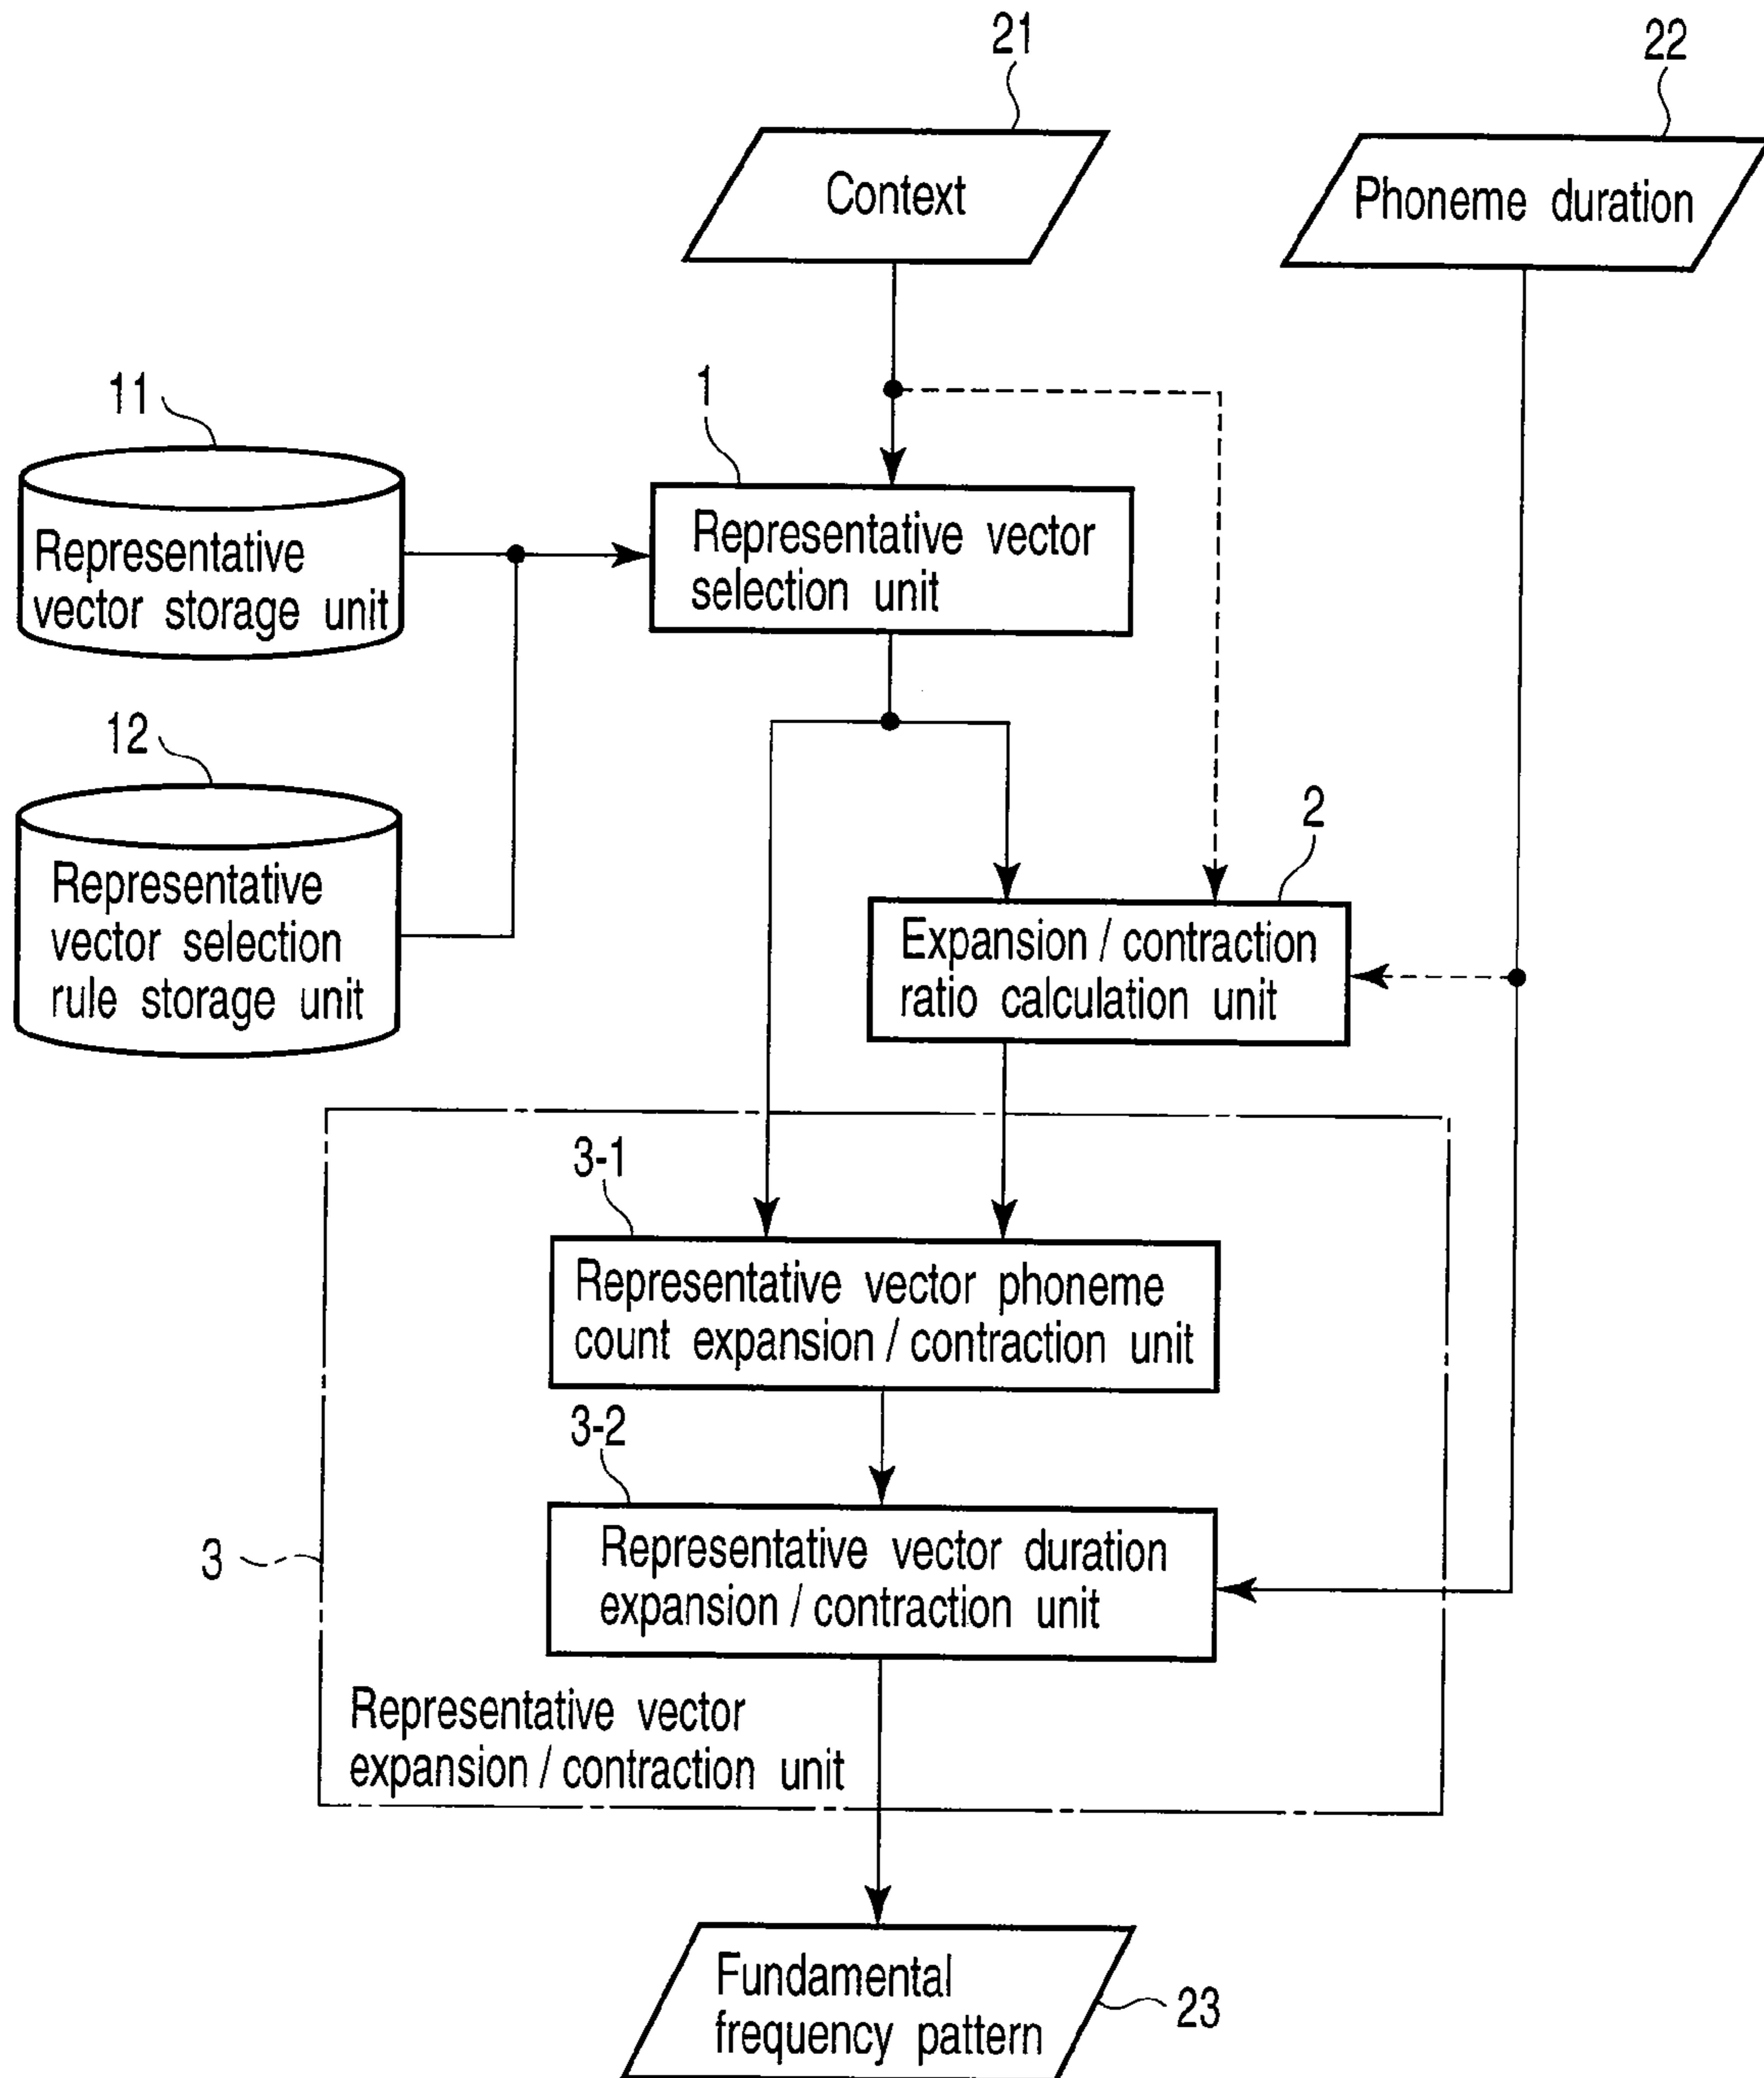 21
22
Context
Phoneme duration
11
1
Representative
vector storage unit
Representative vector
selection unit
12
2
Representative
vector selection
rule storage unit
Expansion / contraction
ratio calculation unit
3-1
Representative vector phoneme
count expansion / contraction unit
3-2
3
Representative vector duration
expansion / contraction unit
Representative vector
expansion / contraction unit
Fundamental
frequency pattern
23